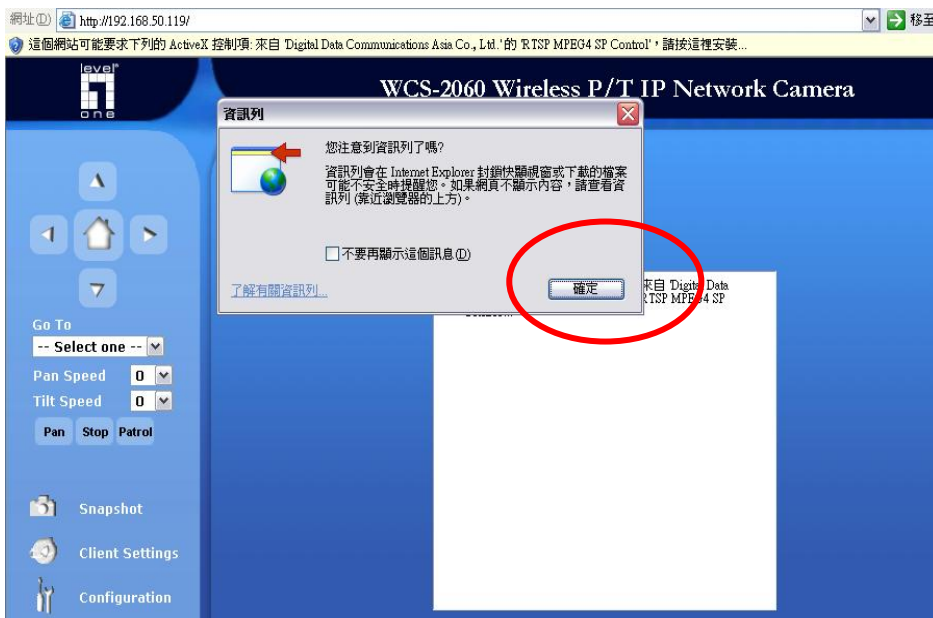 網址(D) http://192.168.50.119/ 移至
這個網站可能要求下列的 ActiveX 控制項: 來自 'Digital Data Communications Asia Co., Ltd.'的 'RTSP MPEG4 SP Control'，請按這裡安裝...
level
one
WCS-2060 Wireless P/T IP Network Camera
資訊列
您注意到資訊列了嗎?
資訊列會在 Internet Explorer 封鎖快顯視窗或下載的檔案
可能不安全時提醒您。如果網頁不顯示內容，請查看資
訊列 (靠近瀏覽器的上方)。
不要再顯示這個訊息(D)
了解有關資訊列...
確定
來自 'Digital Data
RTSP MPEG4 SP
Go To
-- Select one --
Pan Speed 0
Tilt Speed 0
Pan Stop Patrol
Snapshot
Client Settings
Configuration